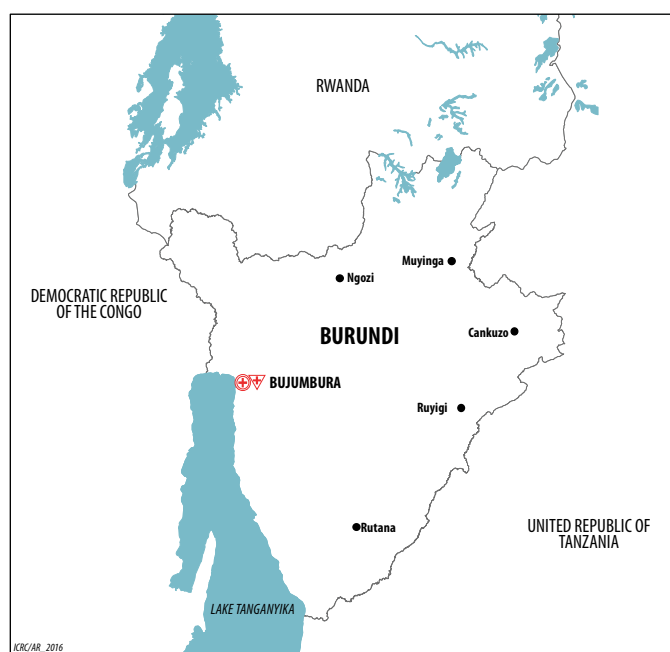 RWANDA
Muyinga
Ngozi
DEMOCRATIC REPUBLIC
OF THE CONGO
BURUNDI
Cankuzo
BUJUMBURA
Ruyigi
Rutana
UNITED REPUBLIC OF
TANZANIA
LAKE TANGANYIKA
ICRC/AR_2016